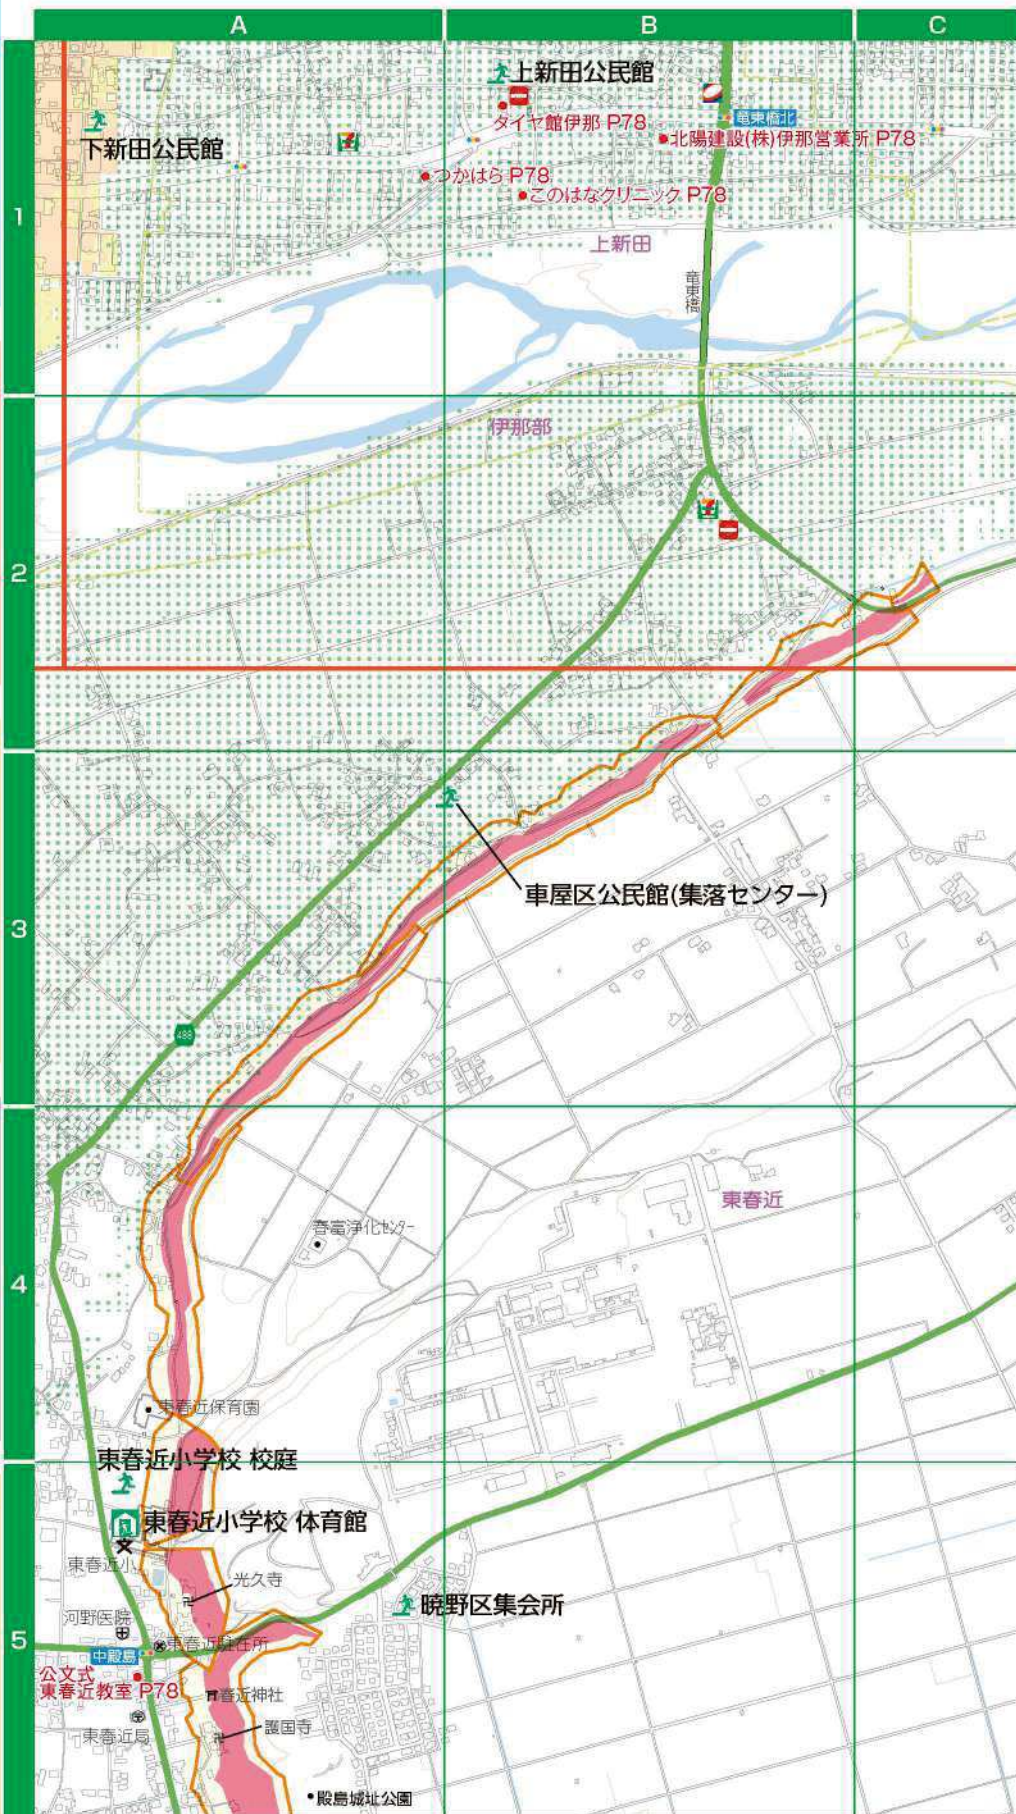 A
B
C
1
2
3
4
5
上新田公民館
タイヤ館伊那 P78
竜東橋北
北陽建設(株)伊那営業所 P78
下新田公民館
つかはら P78
このはなクリニック P78
上新田
竜東橋
伊那部
車屋区公民館(集落センター)
488
東春近
春富浄化センター
東春近保育園
東春近小学校 校庭
東春近小学校 体育館
東春近小
光久寺
暁野区集会所
河野医院
東春近駐在所
中殿島
公文式
東春近教室 P78
春近神社
東春近局
護国寺
殿島城址公園